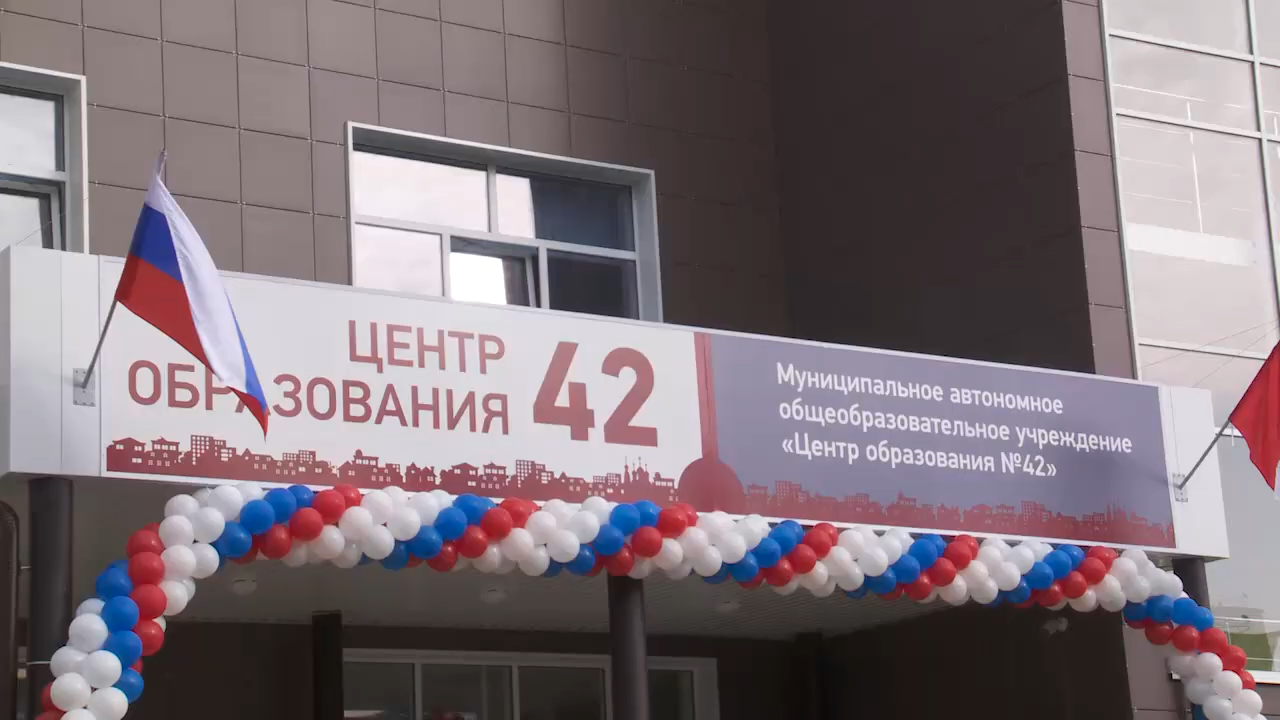 ЦЕНТР
ОБРАЗОВАНИЯ
42
Муниципальное автономное
общеобразовательное учреждение
«Центр образования №42»